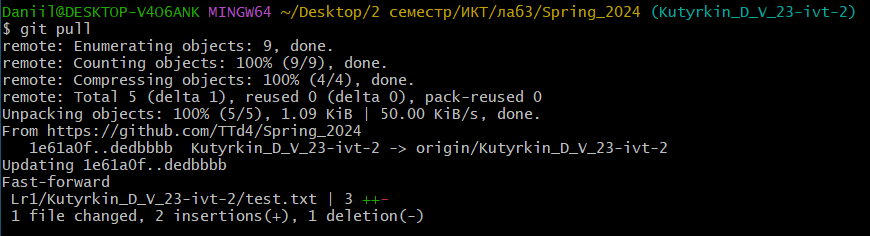 Daniil@DESKTOP-V4O6ANK MINGW64 ~/Desktop/2 семестр/ИКТ/лаб3/Spring_2024 (Kutyrkin_D_V_23-ivt-2)
$ git pull
remote: Enumerating objects: 9, done.
remote: Counting objects: 100% (9/9), done.
remote: Compressing objects: 100% (4/4), done.
remote: Total 5 (delta 1), reused 0 (delta 0), pack-reused 0
Unpacking objects: 100% (5/5), 1.09 KiB | 50.00 KiB/s, done.
From https://github.com/TTd4/Spring_2024
   1e61a0f..dedbbbb  Kutyrkin_D_V_23-ivt-2 -> origin/Kutyrkin_D_V_23-ivt-2
Updating 1e61a0f..dedbbbb
Fast-forward
 Lr1/Kutyrkin_D_V_23-ivt-2/test.txt | 3 ++-
 1 file changed, 2 insertions(+), 1 deletion(-)